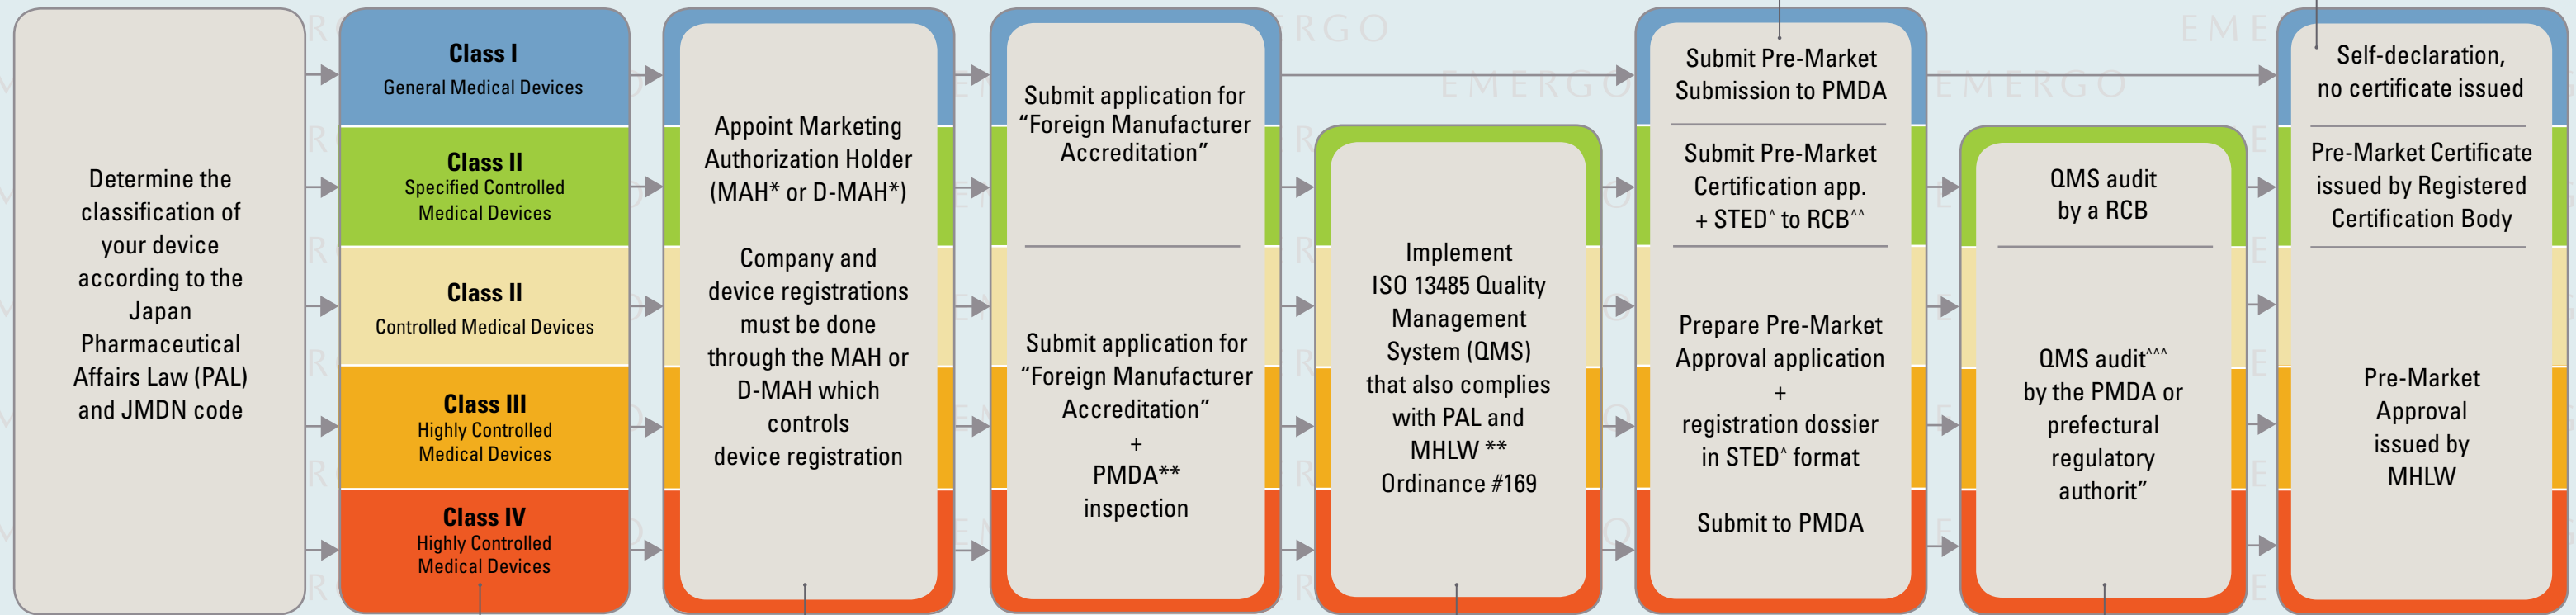 Determine the
classification of
your device
according to the
Japan
Pharmaceutical
Affairs Law (PAL)
and JMDN code
Class I
General Medical Devices
Class II
Specified Controlled
Medical Devices
Class II
Controlled Medical Devices
Class III
Highly Controlled
Medical Devices
Class IV
Highly Controlled
Medical Devices
Appoint Marketing
Authorization Holder
(MAH* or D-MAH*)
Company and
device registrations
must be done
through the MAH or
D-MAH which
controls
device registration
Submit application for
“Foreign Manufacturer
Accreditation”
Submit application for
“Foreign Manufacturer
Accreditation”
+
PMDA**
inspection
Implement
ISO 13485 Quality
Management
System (QMS)
that also complies
with PAL and
MHLW **
Ordinance #169
Submit Pre-Market
Submission to PMDA
Submit Pre-Market
Certification app.
+ STED^ to RCB^^
Prepare Pre-Market
Approval application
+
registration dossier
in STED^ format
Submit to PMDA
QMS audit
by a RCB
QMS audit^^^
by the PMDA or
prefectural
regulatory
authorit”
Self-declaration,
no certificate issued
Pre-Market Certificate
issued by Registered
Certification Body
Pre-Market
Approval
issued by
MHLW
EMERGO
EMERGO